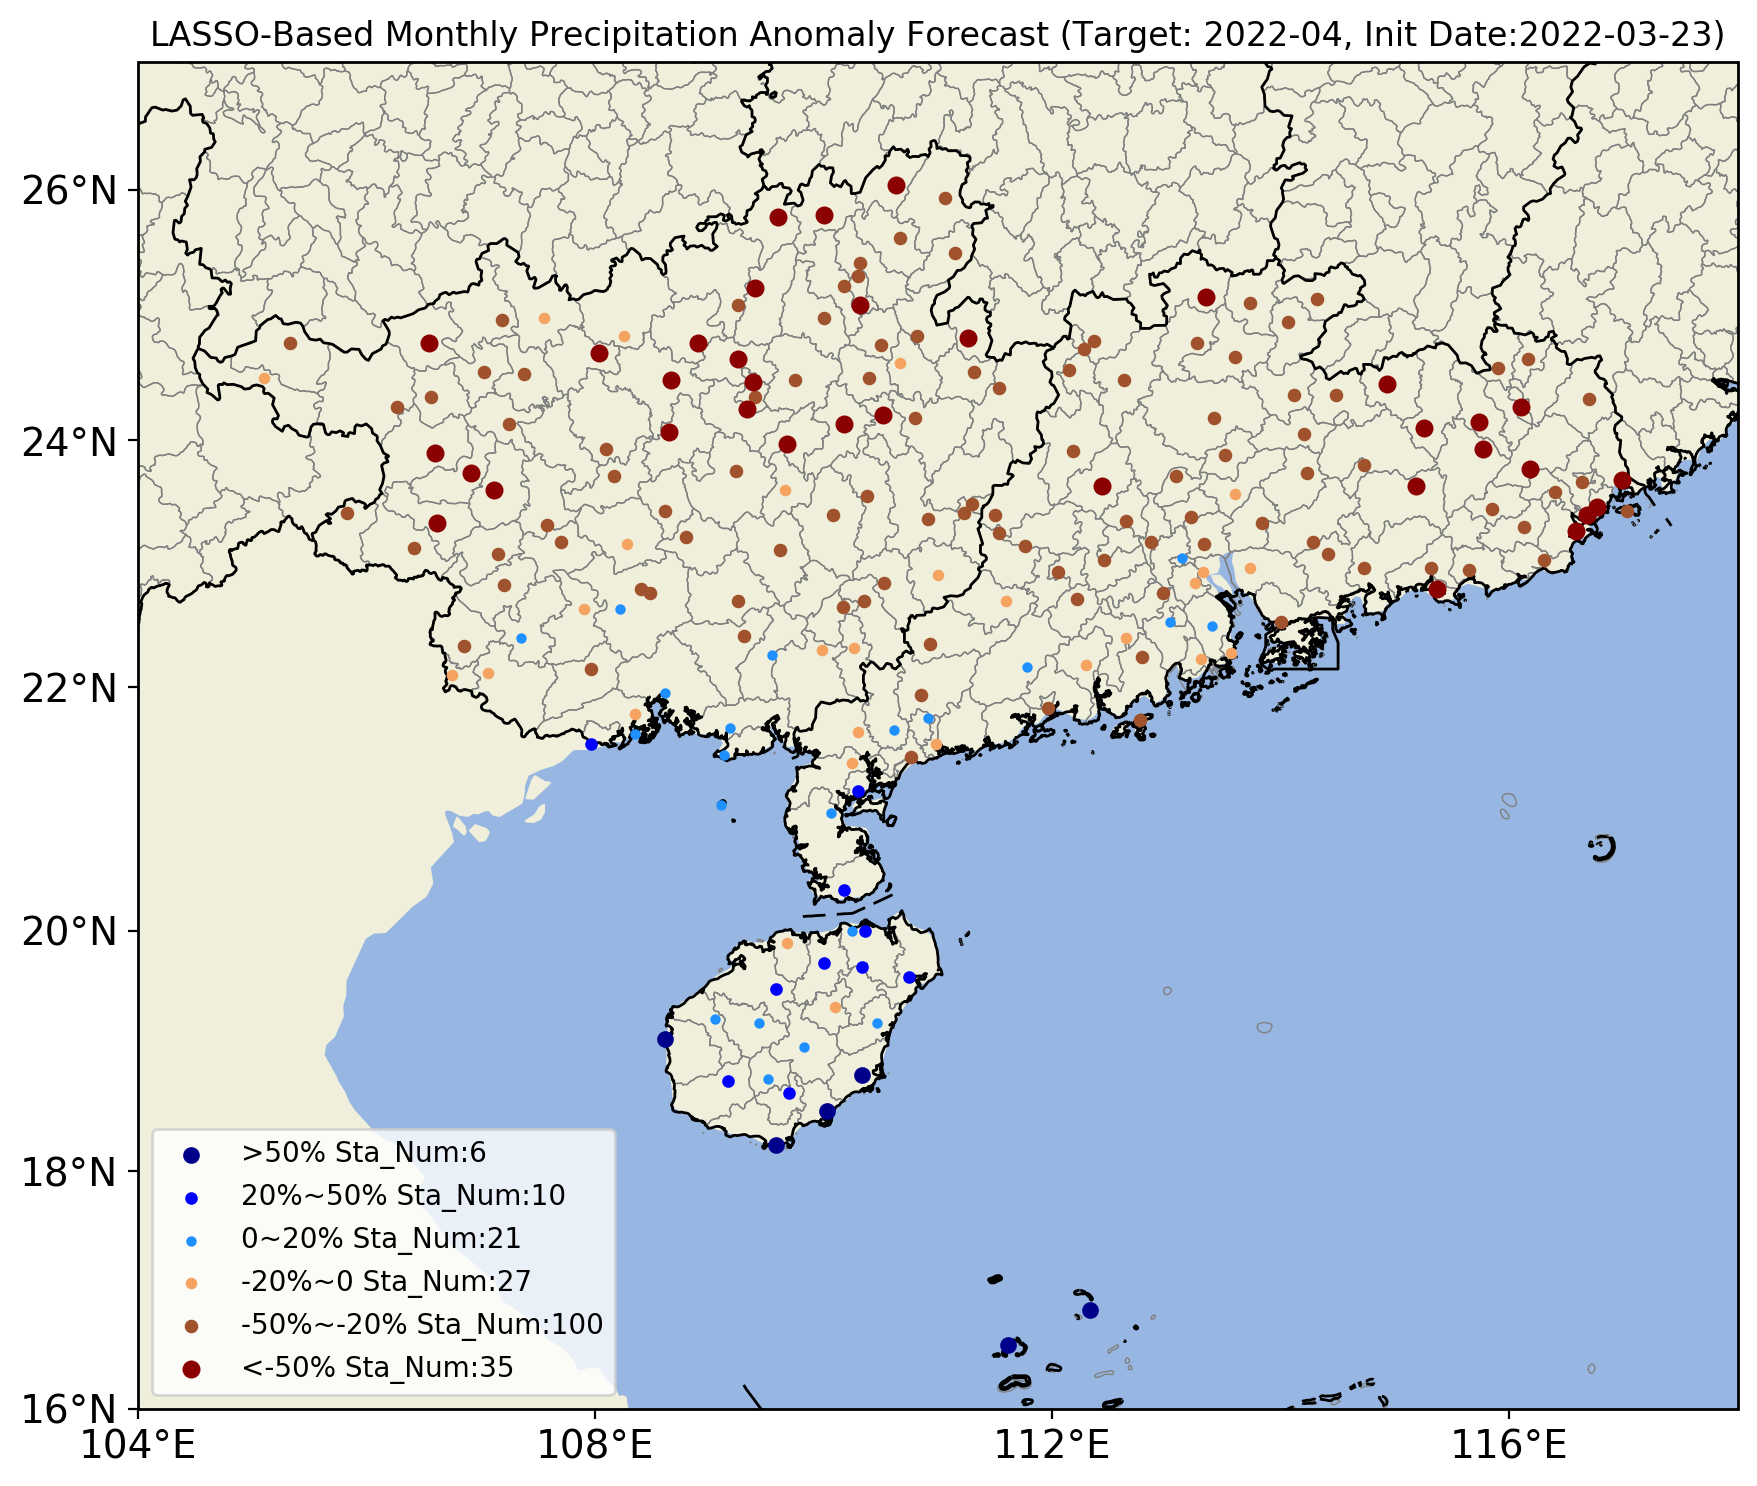 LASSO-Based Monthly Precipitation Anomaly Forecast (Target: 2022-04, Init Date:2022-03-23)
26°N
24°N
22°N
20°N
18°N
16°N
>50% Sta_Num:6
20%~50% Sta_Num:10
0~20% Sta_Num:21
-20%~0 Sta_Num:27
-50%~-20% Sta_Num:100
<-50% Sta_Num:35
104°E
108°E
112°E
116°E